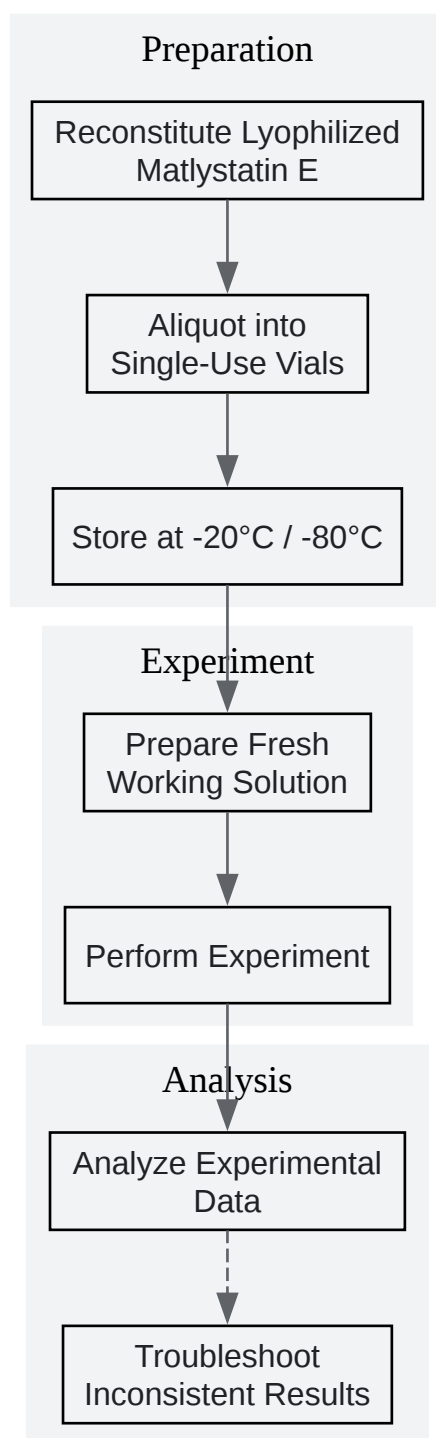 Preparation
Reconstitute Lyophilized
Matlystatin E
Aliquot into
Single-Use Vials
Store at -20°C / -80°C
Experiment
Prepare Fresh
Working Solution
Perform Experiment
Analysis
Analyze Experimental
Data
Troubleshoot
Inconsistent Results